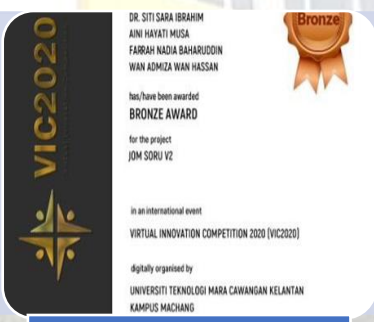 DR. SITI SARA IBRAHIM
AINI HAYATI MUSA
FARRAH NADIA BAHARUDDIN
WAN ADMIZA WAN HASSAN
has/have been awarded
BRONZE AWARD
for the project
JOM SORU V2
in an international event
VIRTUAL INNOVATION COMPETITION 2020 (VIC2020)
digitally organised by
UNIVERSITI TEKNOLOGI MARA CAWANGAN KELANTAN
KAMPUS MACHANG
Bronze
VIC2020